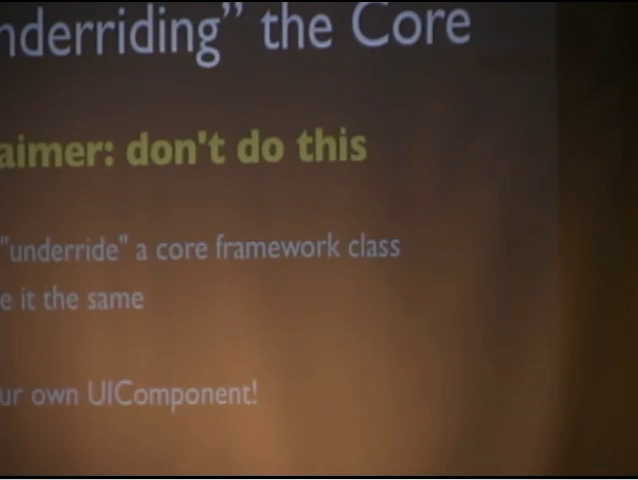 nderriding” the Core
aimer: don't do this
"underride" a core framework class
e it the same
ur own UIComponent!